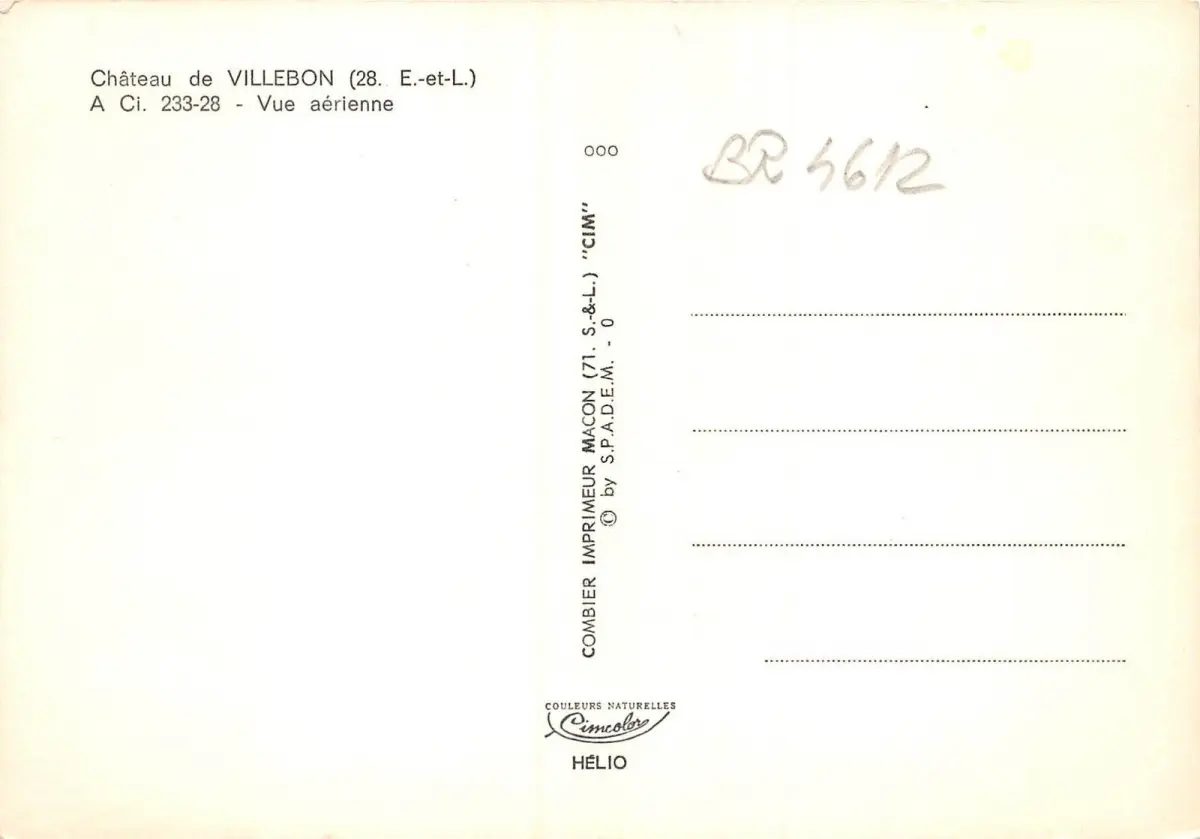 Château de VILLEBON (28. E.-et-L.)
A Ci. 233-28 - Vue aérienne
000
COMBIER IMPRIMEUR MACON (71. S.-&-L.) "CIM"
© by S.P.A.D.E.M. - 0
COULEURS NATURELLES
Cimcolor
HÉLIO
BR 4612